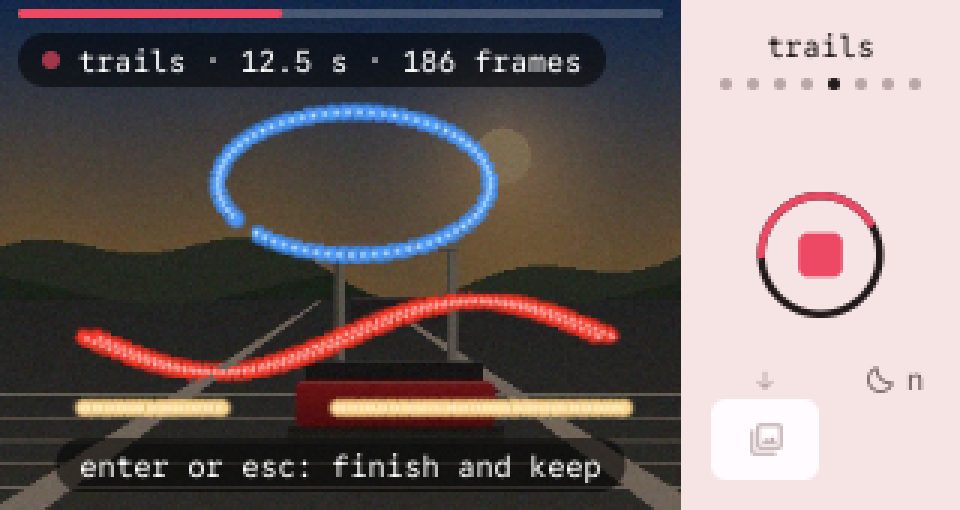 trails · 12.5 s · 186 frames
enter or esc: finish and keep
trails
n